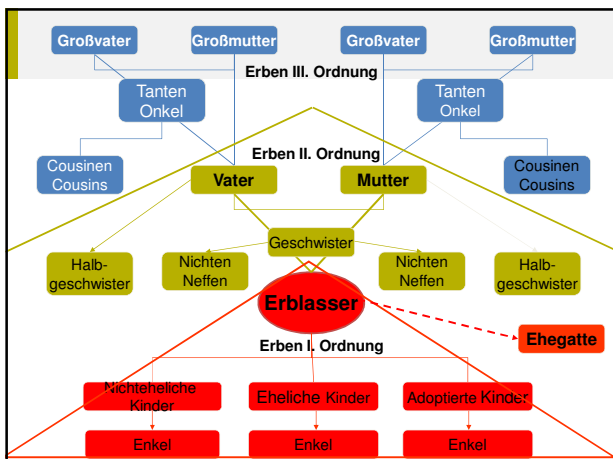 Großvater Großmutter Großvater Großmutter
Erben III. Ordnung
Tanten
Onkel
Tanten
Onkel
Erben II. Ordnung
Cousinen
Cousins
Cousinen
Cousins
Vater Mutter
Geschwister
Halb-
geschwister
Nichten
Neffen
Nichten
Neffen
Halb-
geschwister
Erblasser
Ehegatte
Erben I. Ordnung
Nichteheliche
Kinder
Eheliche Kinder
Adoptierte Kinder
Enkel Enkel Enkel